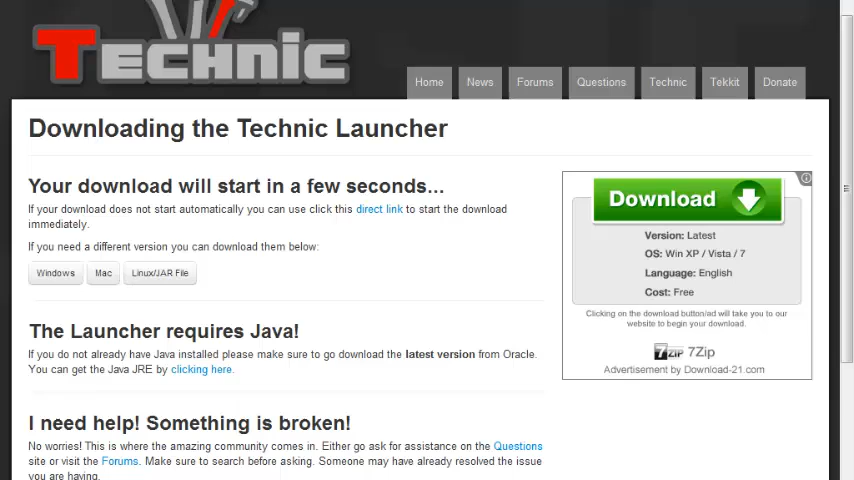 TECHNIC
Home News Forums Questions Technic Tekkit Donate
Downloading the Technic Launcher
Your download will start in a few seconds...
If your download does not start automatically you can use click this direct link to start the download
immediately.
If you need a different version you can download them below:
Windows Mac Linux/JAR File
The Launcher requires Java!
If you do not already have Java installed please make sure to go download the latest version from Oracle.
You can get the Java JRE by clicking here.
I need help! Something is broken!
No worries! This is where the amazing community comes in. Either go ask for assistance on the Questions
site or visit the Forums. Make sure to search before asking. Someone may have already resolved the issue
you are having.
Download
Version: Latest
OS: Win XP / Vista / 7
Language: English
Cost: Free
Clicking on the download button/ad will take you to our
website to begin your download.
7ZIP 7Zip
Advertisement by Download-21.com